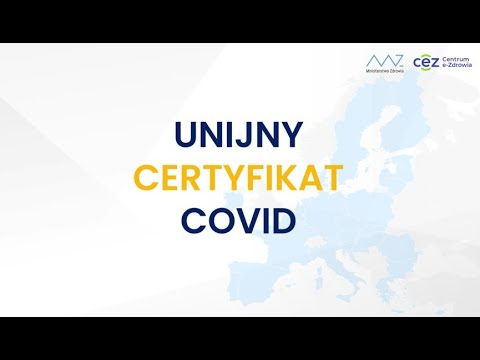 Ministerstwo Zdrowia
cez Centrum
e-Zdrowia
UNIJNY
CERTYFIKAT
COVID